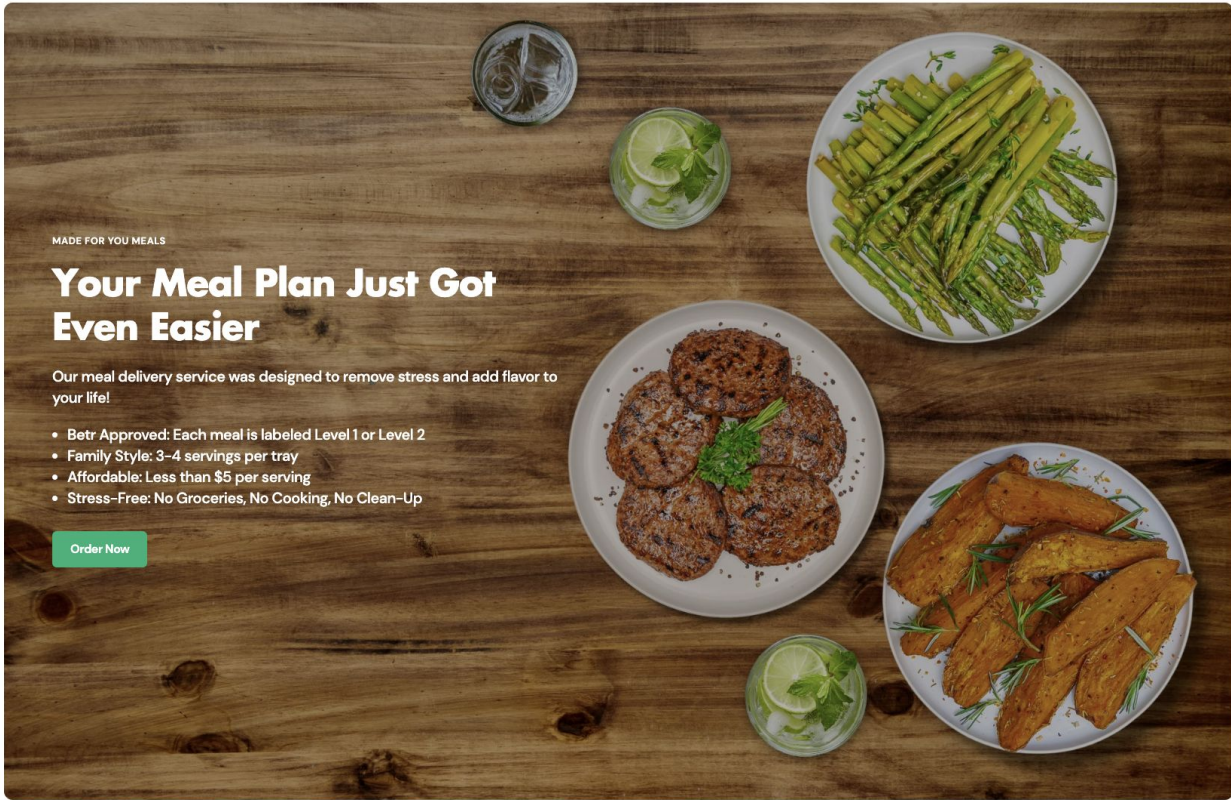 MADE FOR YOU MEALS
Your Meal Plan Just Got
Even Easier
Our meal delivery service was designed to remove stress and add flavor to
your life!
• Betr Approved: Each meal is labeled Level 1 or Level 2
• Family Style: 3-4 servings per tray
• Affordable: Less than $5 per serving
• Stress-Free: No Groceries, No Cooking, No Clean-Up
Order Now